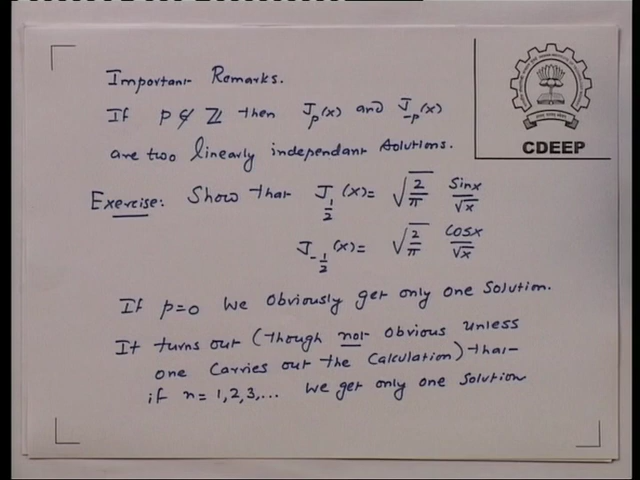 Important Remarks.
If p ∉ ℤ then J_p(x) and J_{-p}(x)
are two linearly independant solutions.
Exercise: Show that J_{1/2}(x) = √(2/π) Sinx/√x
J_{-1/2}(x) = √(2/π) Cosx/√x
If p=0 We obviously get only one solution.
It turns out (though not obvious unless
one carries out the calculation) that
if n = 1,2,3,... we get only one solution
CDEEP